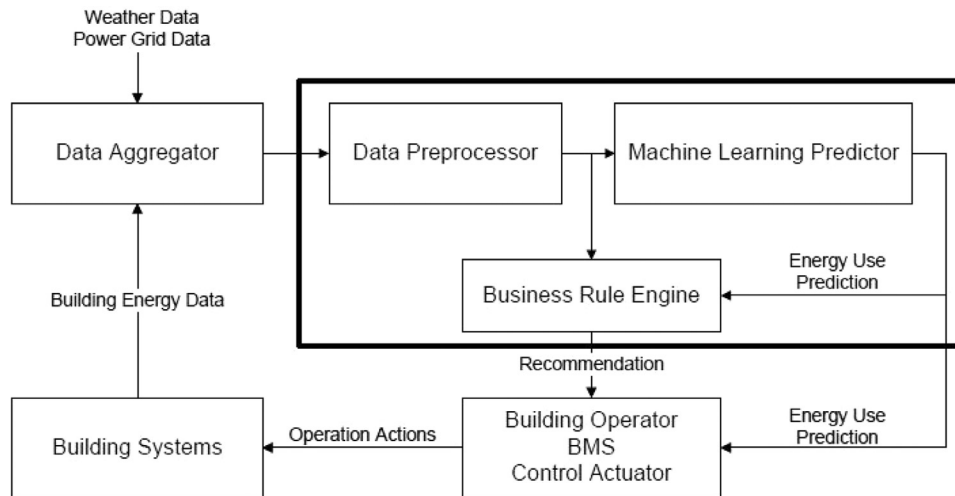 Weather Data
Power Grid Data
Data Aggregator
Data Preprocessor
Machine Learning Predictor
Building Energy Data
Business Rule Engine
Energy Use
Prediction
Recommendation
Building Systems
Operation Actions
Building Operator
BMS
Control Actuator
Energy Use
Prediction